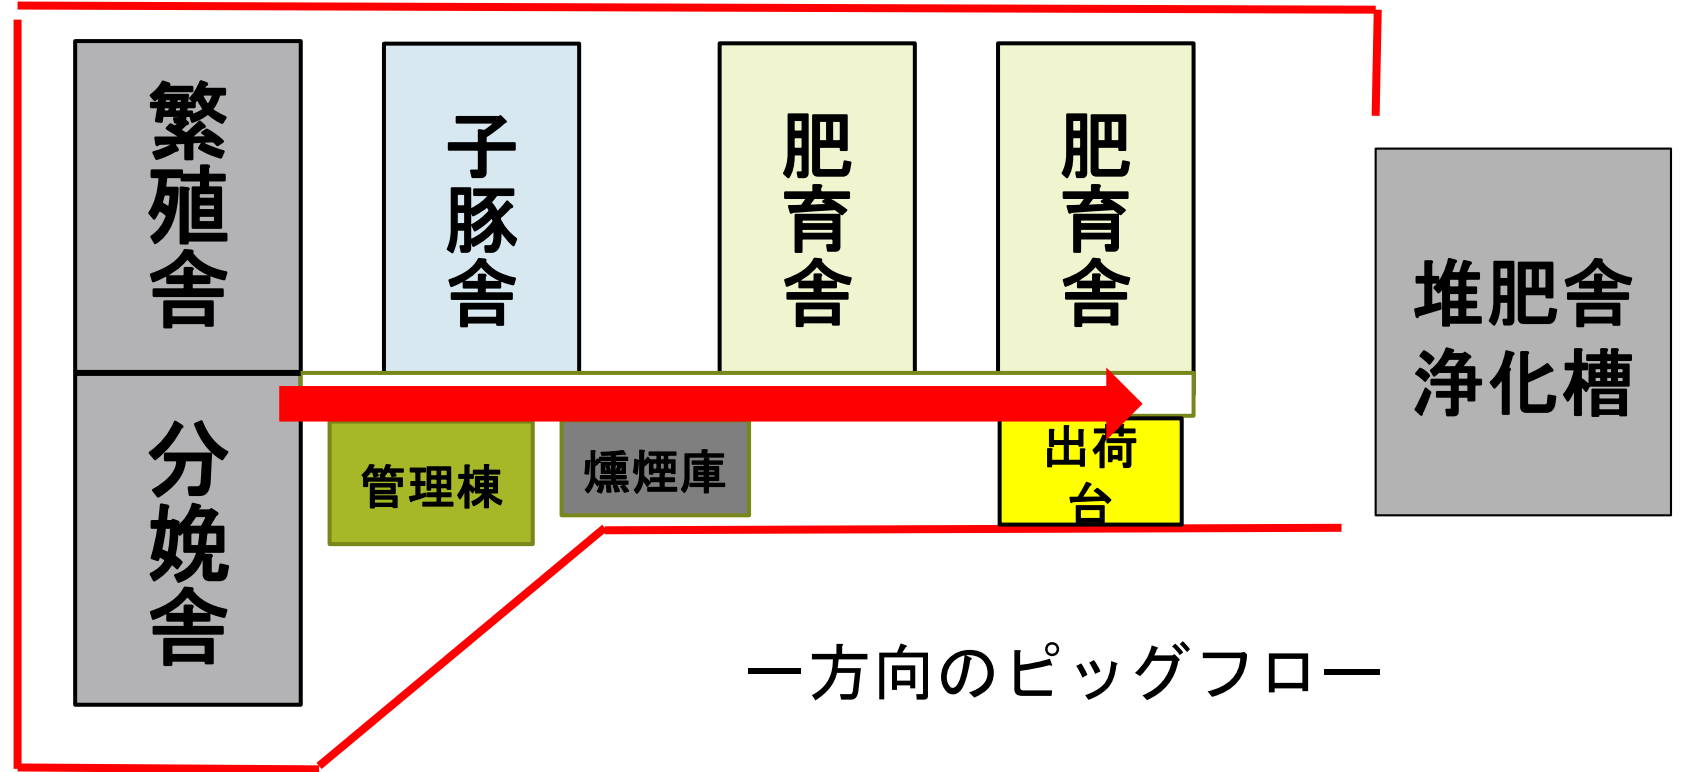 繁殖舎
子豚舎
肥育舎
肥育舎
堆肥舎
浄化槽
分娩舎
管理棟
燻煙庫
出荷
台
一方向のピッグフロー